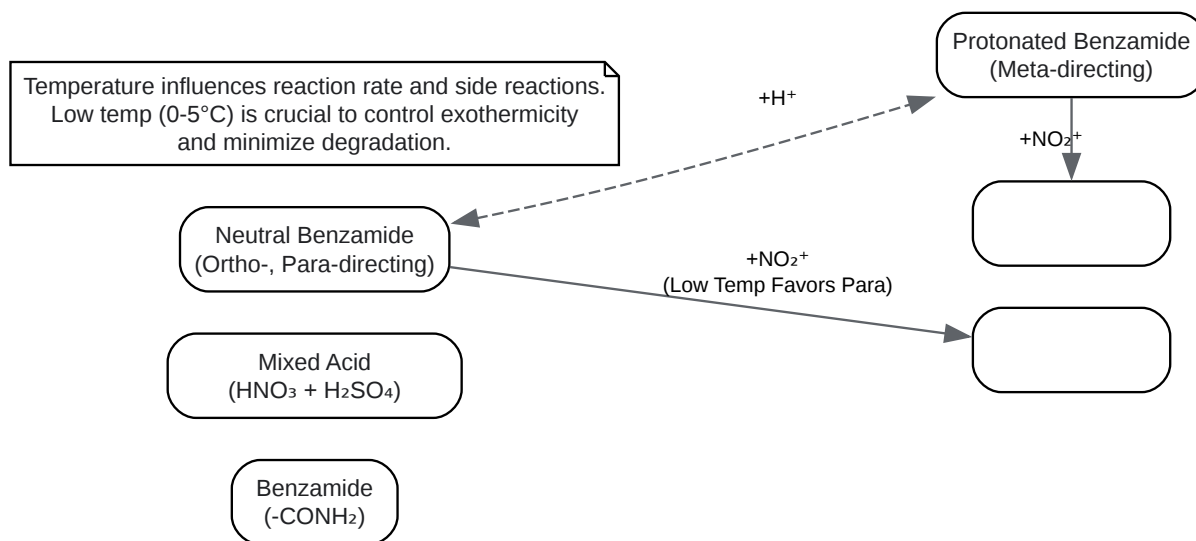 Protonated Benzamide
(Meta-directing)
Temperature influences reaction rate and side reactions.
Low temp (0-5°C) is crucial to control exothermicity
and minimize degradation.
+H⁺
+NO₂⁺
Neutral Benzamide
(Ortho-, Para-directing)
+NO₂⁺
(Low Temp Favors Para)
Mixed Acid
(HNO₃ + H₂SO₄)
Benzamide
(-CONH₂)